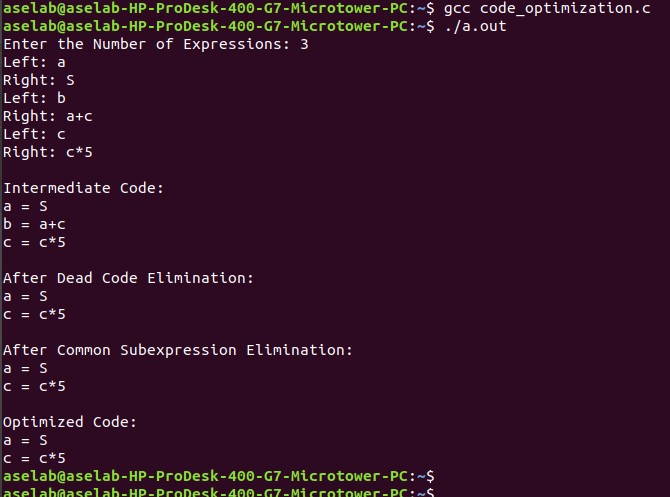 aselab@aselab-HP-ProDesk-400-G7-Microtower-PC:~$ gcc code_optimization.c
aselab@aselab-HP-ProDesk-400-G7-Microtower-PC:~$ ./a.out
Enter the Number of Expressions: 3
Left: a
Right: S
Left: b
Right: a+c
Left: c
Right: c*5

Intermediate Code:
a = S
b = a+c
c = c*5

After Dead Code Elimination:
a = S
c = c*5

After Common Subexpression Elimination:
a = S
c = c*5

Optimized Code:
a = S
c = c*5
aselab@aselab-HP-ProDesk-400-G7-Microtower-PC:~$
aselab@aselab-HP-ProDesk-400-G7-Microtower-PC:~$